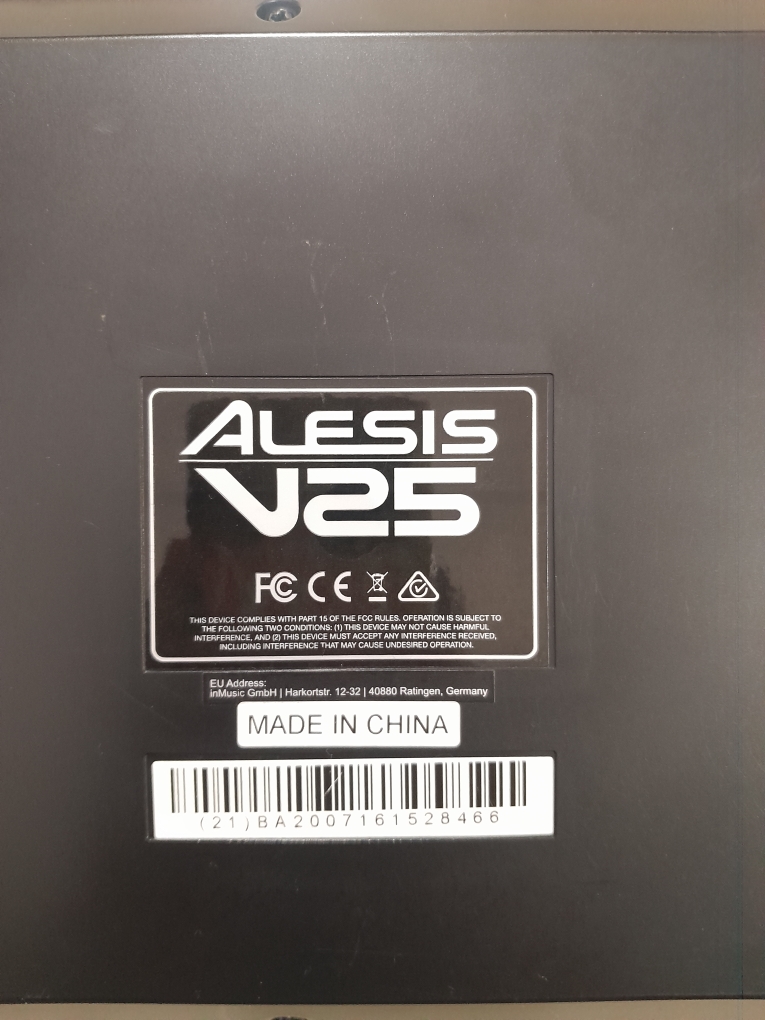 ALESIS
V25
FC CE
THIS DEVICE COMPLIES WITH PART 15 OF THE FCC RULES. OPERATION IS SUBJECT TO
THE FOLLOWING TWO CONDITIONS: (1) THIS DEVICE MAY NOT CAUSE HARMFUL
INTERFERENCE, AND (2) THIS DEVICE MUST ACCEPT ANY INTERFERENCE RECEIVED,
INCLUDING INTERFERENCE THAT MAY CAUSE UNDESIRED OPERATION.
EU Address:
inMusic GmbH | Harkortstr. 12-32 | 40880 Ratingen, Germany
MADE IN CHINA
(21)BA2007161528466